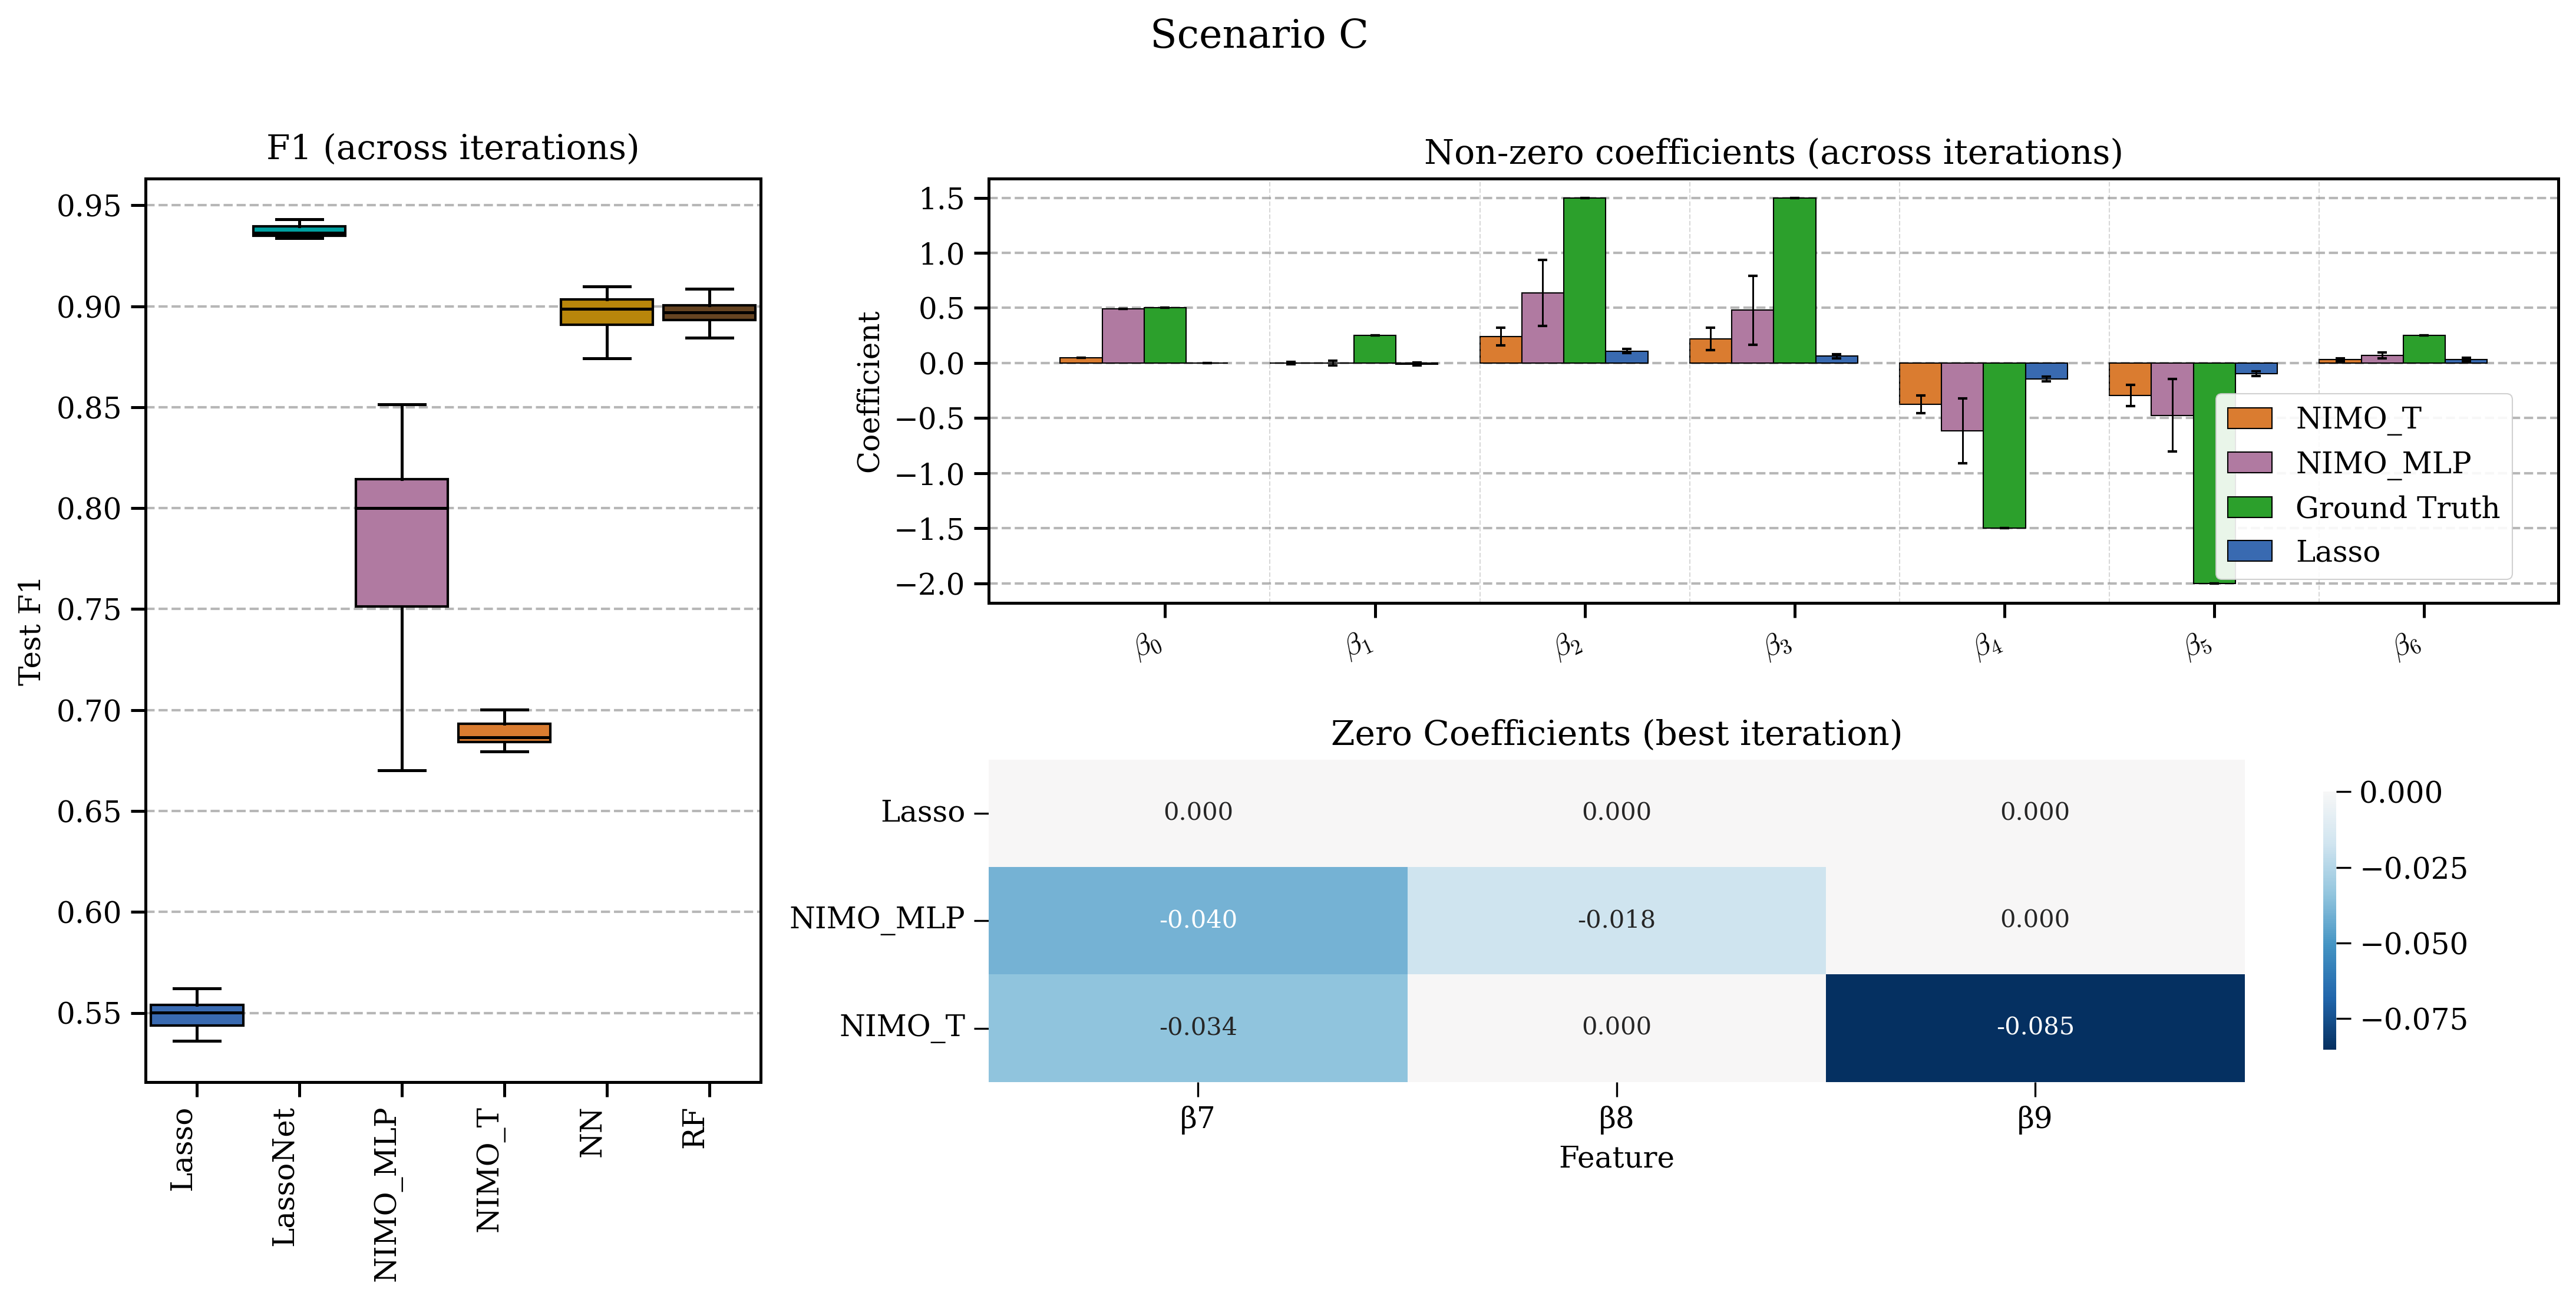 Scenario C
F1 (across iterations)
Test F1
0.95
0.90
0.85
0.80
0.75
0.70
0.65
0.60
0.55
Lasso
LassoNet
NIMO_MLP
NIMO_T
NN
RF
Non-zero coefficients (across iterations)
Coefficient
1.5
1.0
0.5
0.0
−0.5
−1.0
−1.5
−2.0
β0
β1
β2
β3
β4
β5
β6
NIMO_T
NIMO_MLP
Ground Truth
Lasso
Zero Coefficients (best iteration)
Lasso 0.000 0.000 0.000
NIMO_MLP -0.040 -0.018 0.000
NIMO_T -0.034 0.000 -0.085
β7 β8 β9
Feature
0.000
−0.025
−0.050
−0.075